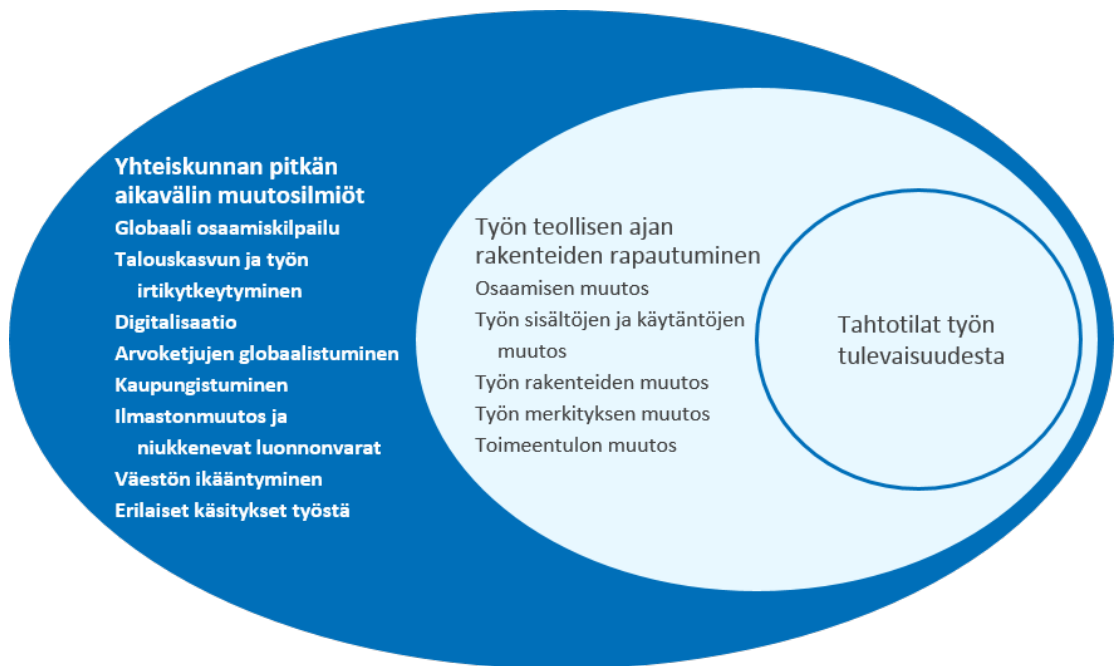 Yhteiskunnan pitkän
aikavälin muutosilmiöt
Globaali osaamiskilpailu
Talouskasvun ja työn
irtikytkeytyminen
Digitalisaatio
Arvoketjujen globaalistuminen
Kaupungistuminen
Ilmastonmuutos ja
niukkenevat luonnonvarat
Väestön ikääntyminen
Erilaiset käsitykset työstä
Työn teollisen ajan
rakenteiden rapautuminen
Osaamisen muutos
Työn sisältöjen ja käytäntöjen
muutos
Työn rakenteiden muutos
Työn merkityksen muutos
Toimeentulon muutos
Tahtotilat työn
tulevaisuudesta